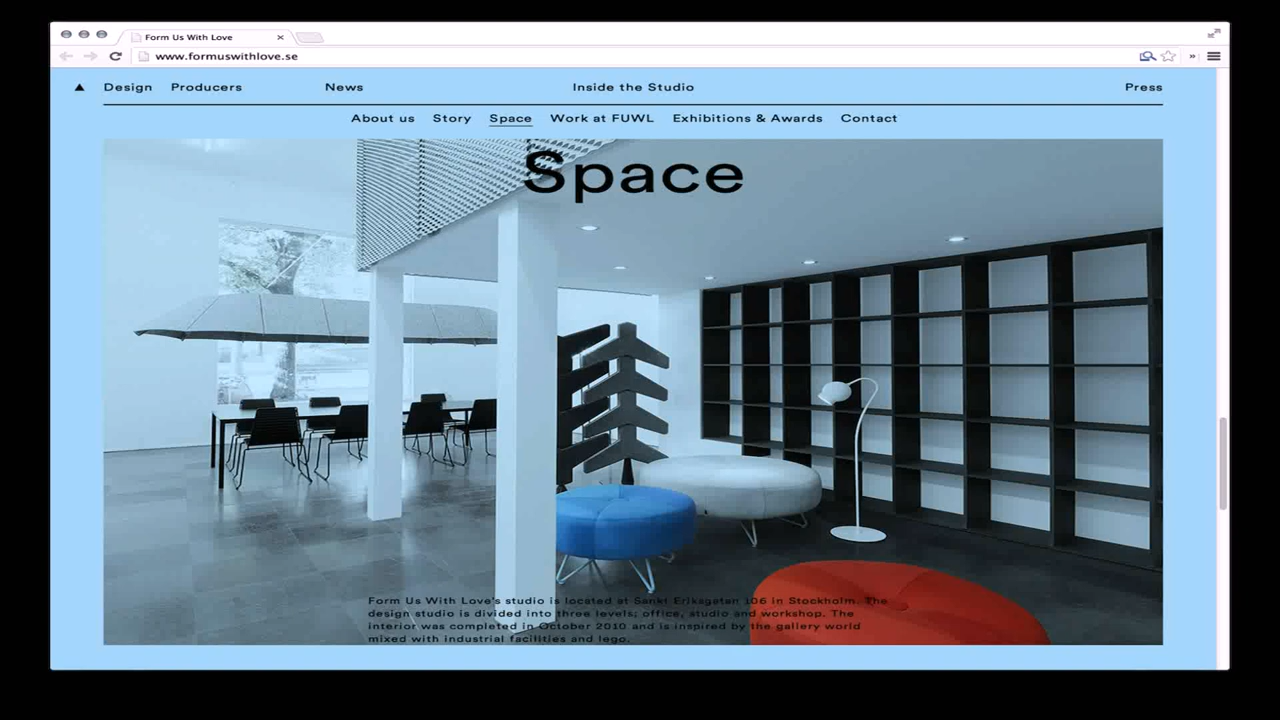 Form Us With Love
www.formuswithlove.se
Design Producers News Inside the Studio Press
About us Story Space Work at FUWL Exhibitions & Awards Contact
Space
Form Us With Love's studio is located at Sankt Eriksgatan 106 in Stockholm. The
design studio is divided into three levels; office, studio and workshop. The
interior was completed in October 2010 and is inspired by the gallery world
mixed with industrial facilities and lego.